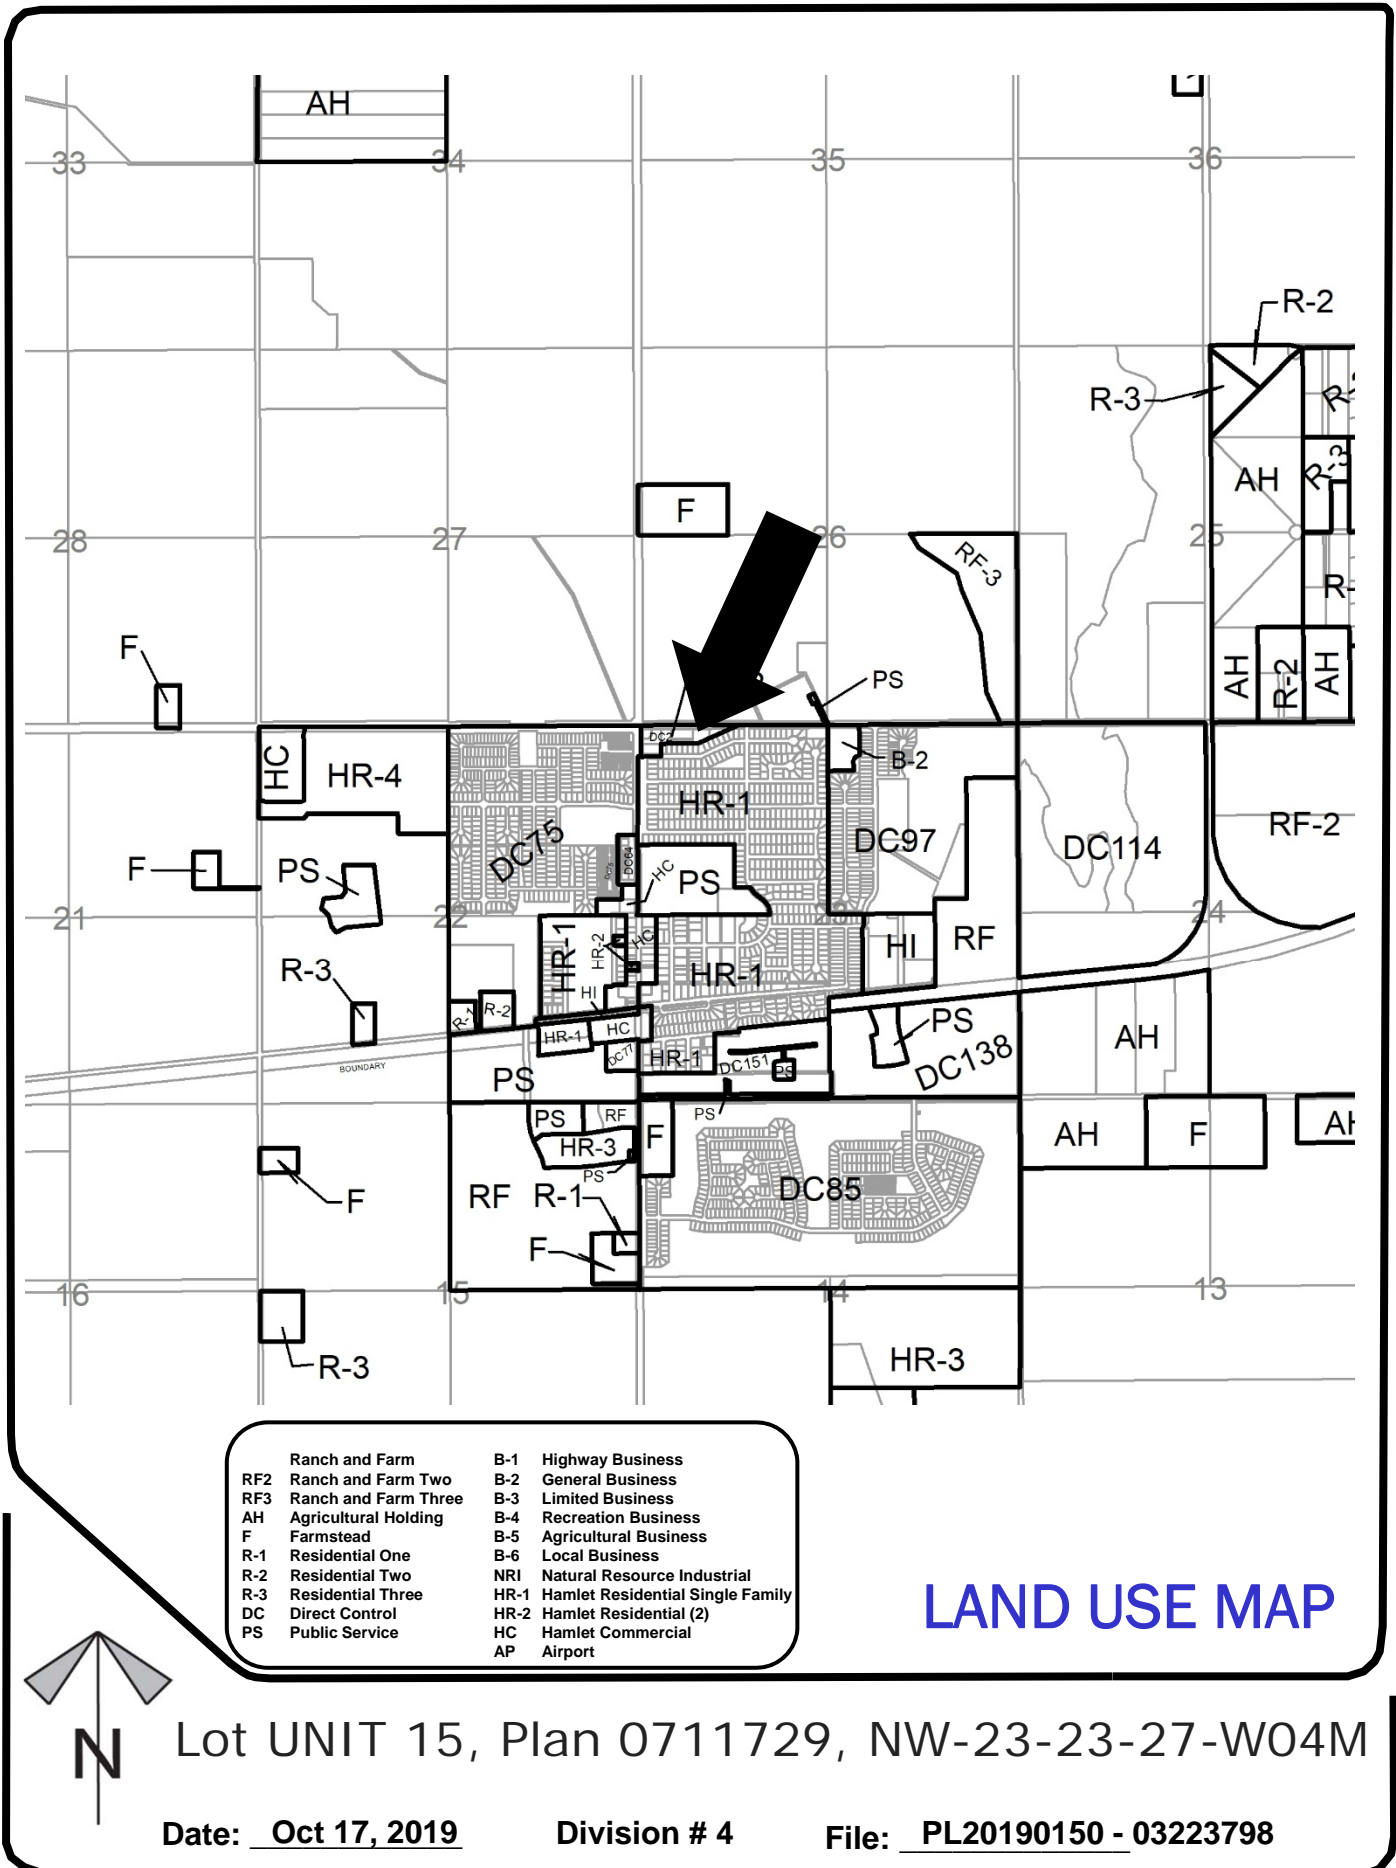 AH
33
34
35
36
R-2
R-3
AH
R-3
F
28
27
26
25
RF-3
F
AH
R-2
AH
PS
HC
HR-4
DC75
HR-1
B-2
DC97
DC114
RF-2
F
PS
DC64
HC
PS
21
22
24
HR-1
HR-2
HC
HR-1
HI
RF
R-3
R-1
R-2
HI
HR-1
HC
DC77
HR-1
DC151
PS
PS
DC138
AH
BOUNDARY
PS
PS
RF
PS
F
HR-3
PS
AH
F
F
RF
R-1
DC85
F
16
15
14
13
R-3
HR-3
Ranch and Farm
RF2 Ranch and Farm Two
RF3 Ranch and Farm Three
AH Agricultural Holding
F Farmstead
R-1 Residential One
R-2 Residential Two
R-3 Residential Three
DC Direct Control
PS Public Service
B-1 Highway Business
B-2 General Business
B-3 Limited Business
B-4 Recreation Business
B-5 Agricultural Business
B-6 Local Business
NRI Natural Resource Industrial
HR-1 Hamlet Residential Single Family
HR-2 Hamlet Residential (2)
HC Hamlet Commercial
AP Airport
LAND USE MAP
N
Lot UNIT 15, Plan 0711729, NW-23-23-27-W04M
Date: Oct 17, 2019 Division # 4 File: PL20190150 - 03223798